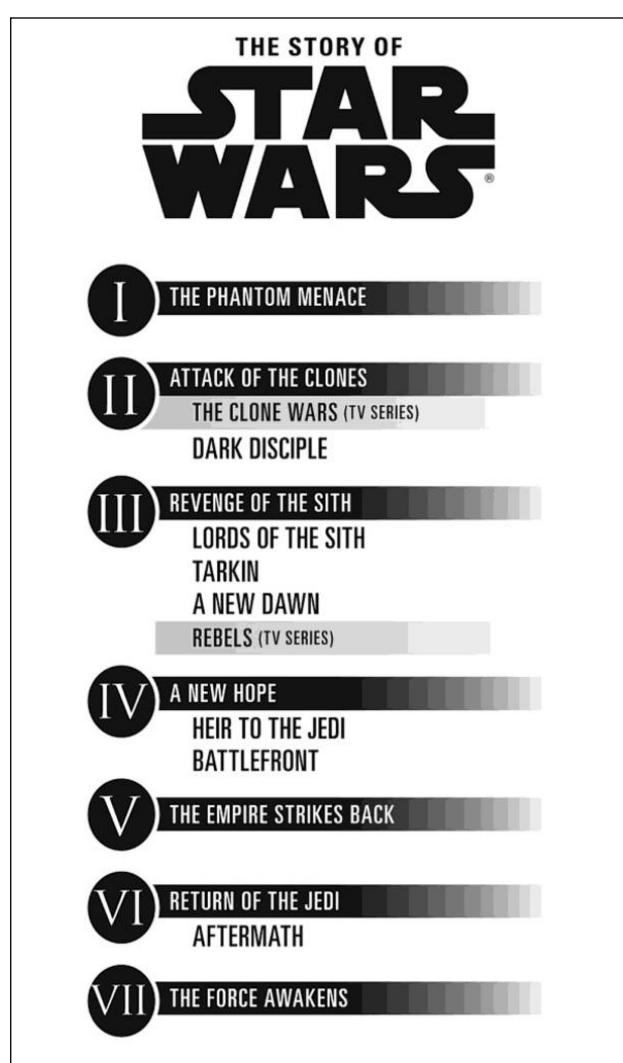 THE STORY OF
STAR
WARS®
I THE PHANTOM MENACE
II ATTACK OF THE CLONES
THE CLONE WARS (TV SERIES)
DARK DISCIPLE
III REVENGE OF THE SITH
LORDS OF THE SITH
TARKIN
A NEW DAWN
REBELS (TV SERIES)
IV A NEW HOPE
HEIR TO THE JEDI
BATTLEFRONT
V THE EMPIRE STRIKES BACK
VI RETURN OF THE JEDI
AFTERMATH
VII THE FORCE AWAKENS